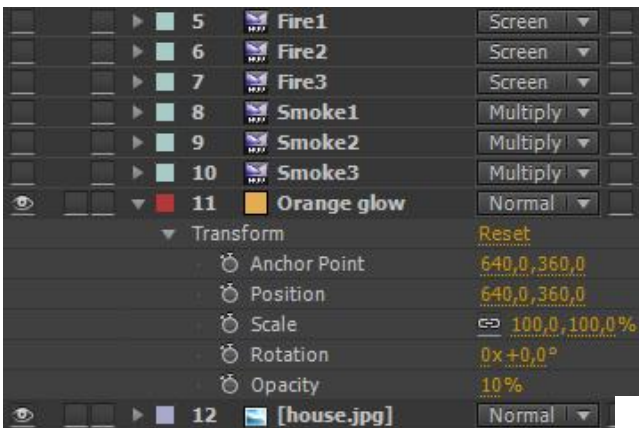 5 Fire1 Screen
6 Fire2 Screen
7 Fire3 Screen
8 Smoke1 Multiply
9 Smoke2 Multiply
10 Smoke3 Multiply
11 Orange glow Normal
Transform Reset
Anchor Point 640,0,360,0
Position 640,0,360,0
Scale 100,0,100,0%
Rotation 0x+0,0°
Opacity 10%
12 [house.jpg] Normal